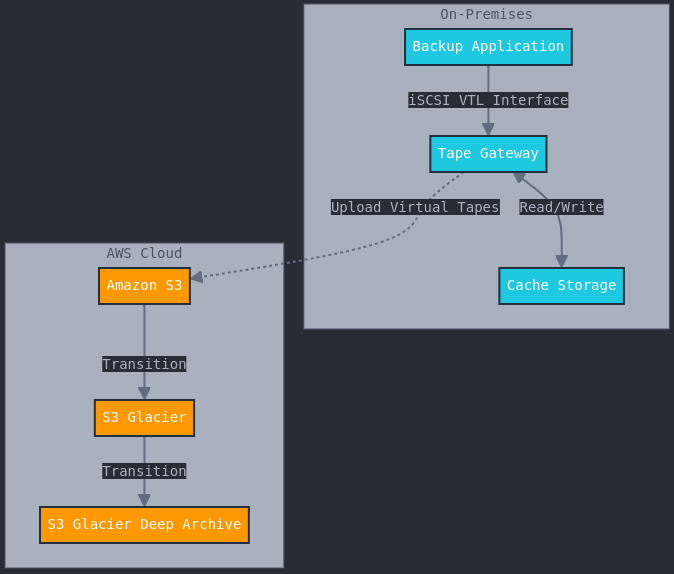 On-Premises
Backup Application
iSCSI VTL Interface
Tape Gateway
Upload Virtual Tapes
Read/Write
Cache Storage
AWS Cloud
Amazon S3
Transition
S3 Glacier
Transition
S3 Glacier Deep Archive